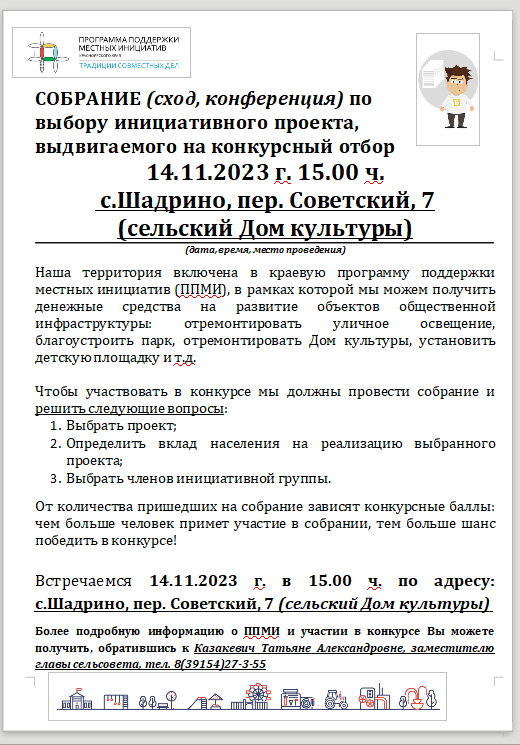 ПРОГРАММА ПОДДЕРЖКИ
МЕСТНЫХ ИНИЦИАТИВ
КРАСНОЯРСКОГО КРАЯ
ТРАДИЦИИ СОВМЕСТНЫХ ДЕЛ
СОБРАНИЕ (сход, конференция) по
выбору инициативного проекта,
выдвигаемого на конкурсный отбор
14.11.2023 г. 15.00 ч.
с.Шадрино, пер. Советский, 7
(сельский Дом культуры)
(дата, время, место проведения)
Наша территория включена в краевую программу поддержки
местных инициатив (ППМИ), в рамках которой мы можем получить
денежные средства на развитие объектов общественной
инфраструктуры: отремонтировать уличное освещение,
благоустроить парк, отремонтировать Дом культуры, установить
детскую площадку и т.д.
Чтобы участвовать в конкурсе мы должны провести собрание и
решить следующие вопросы:
1. Выбрать проект;
2. Определить вклад населения на реализацию выбранного
проекта;
3. Выбрать членов инициативной группы.
От количества пришедших на собрание зависят конкурсные баллы:
чем больше человек примет участие в собрании, тем больше шанс
победить в конкурсе!
Встречаемся 14.11.2023 г. в 15.00 ч. по адресу:
с.Шадрино, пер. Советский, 7 (сельский Дом культуры)
Более подробную информацию о ППМИ и участии в конкурсе Вы можете
получить, обратившись к Казакевич Татьяне Александровне, заместителю
главы сельсовета, тел. 8(39154)27-3-55